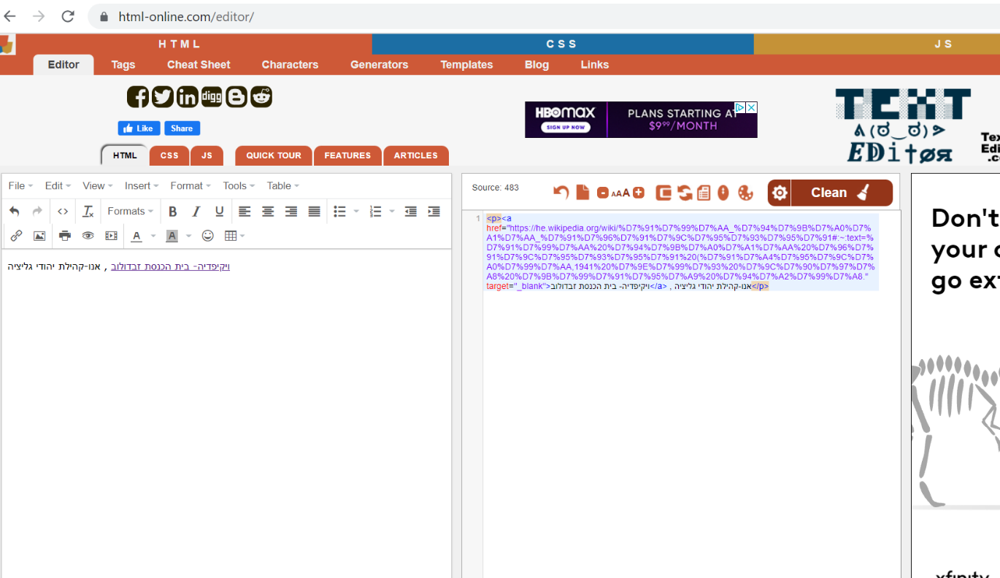 html-online.com/editor/
HTML CSS JS
Editor Tags Cheat Sheet Characters Generators Templates Blog Links
digg
Like Share
HBOMAX
SIGN UP NOW
PLANS STARTING AT
$9⁹⁹/MONTH
TEXT
EDitøя
Tex
Edi
.c
HTML CSS JS QUICK TOUR FEATURES ARTICLES
File Edit View Insert Format Tools Table
Formats B I U
A A
ויקיפדיה- בית הכנסת זבדולוב , אנו-קהילת יהודי גליציה
Source: 483
- AAA +
Clean
1 <p><a
href="https://he.wikipedia.org/wiki/%D7%91%D7%99%D7%AA_%D7%94%D7%9B%D7%A0%D7%
A1%D7%AA_%D7%91%D7%96%D7%91%D7%9C%D7%95%D7%93%D7%95%D7%91#:~:text=%
D7%91%D7%99%D7%AA%20%D7%94%D7%9B%D7%A0%D7%A1%D7%AA%20%D7%96%D7%
91%D7%9C%D7%95%D7%93%D7%95%D7%91%20(%D7%91%D7%A4%D7%95%D7%9C%D7%
A0%D7%99%D7%AA,1941%20%D7%9E%D7%99%D7%93%20%D7%9C%D7%90%D7%97%D7%
A8%20%D7%9B%D7%99%D7%91%D7%95%D7%A9%20%D7%94%D7%A2%D7%99%D7%A8."
target="_blank">ויקיפדיה- בית הכנסת זבדולוב</a> , אנו-קהילת יהודי גליציה</p>
Don't
your c
go ext
xfinity